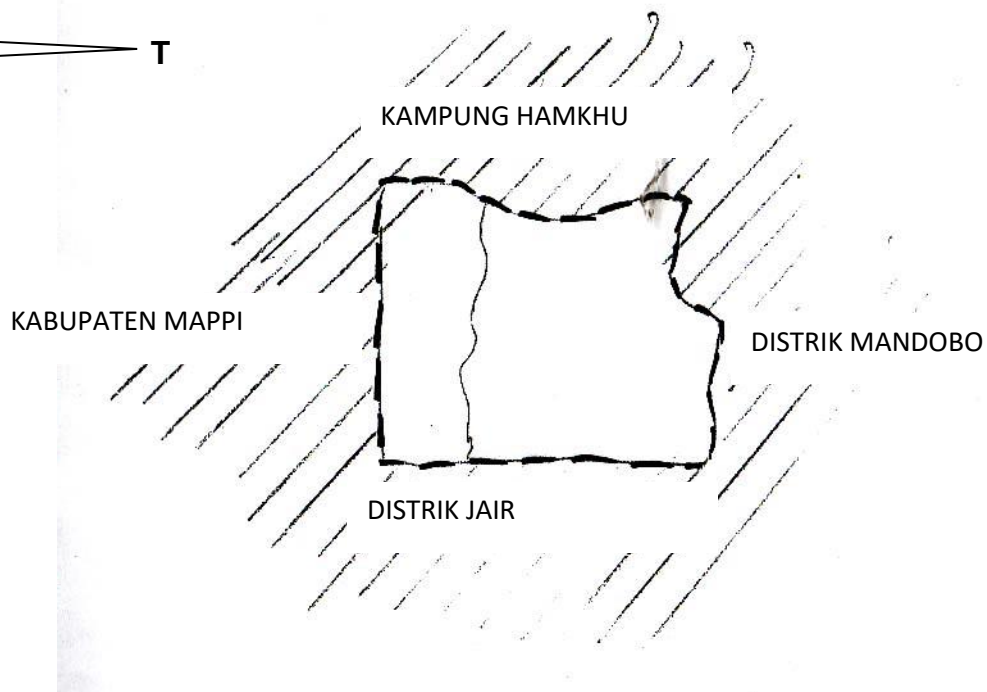 T
KAMPUNG HAMKHU
KABUPATEN MAPPI
DISTRIK MANDOBO
DISTRIK JAIR